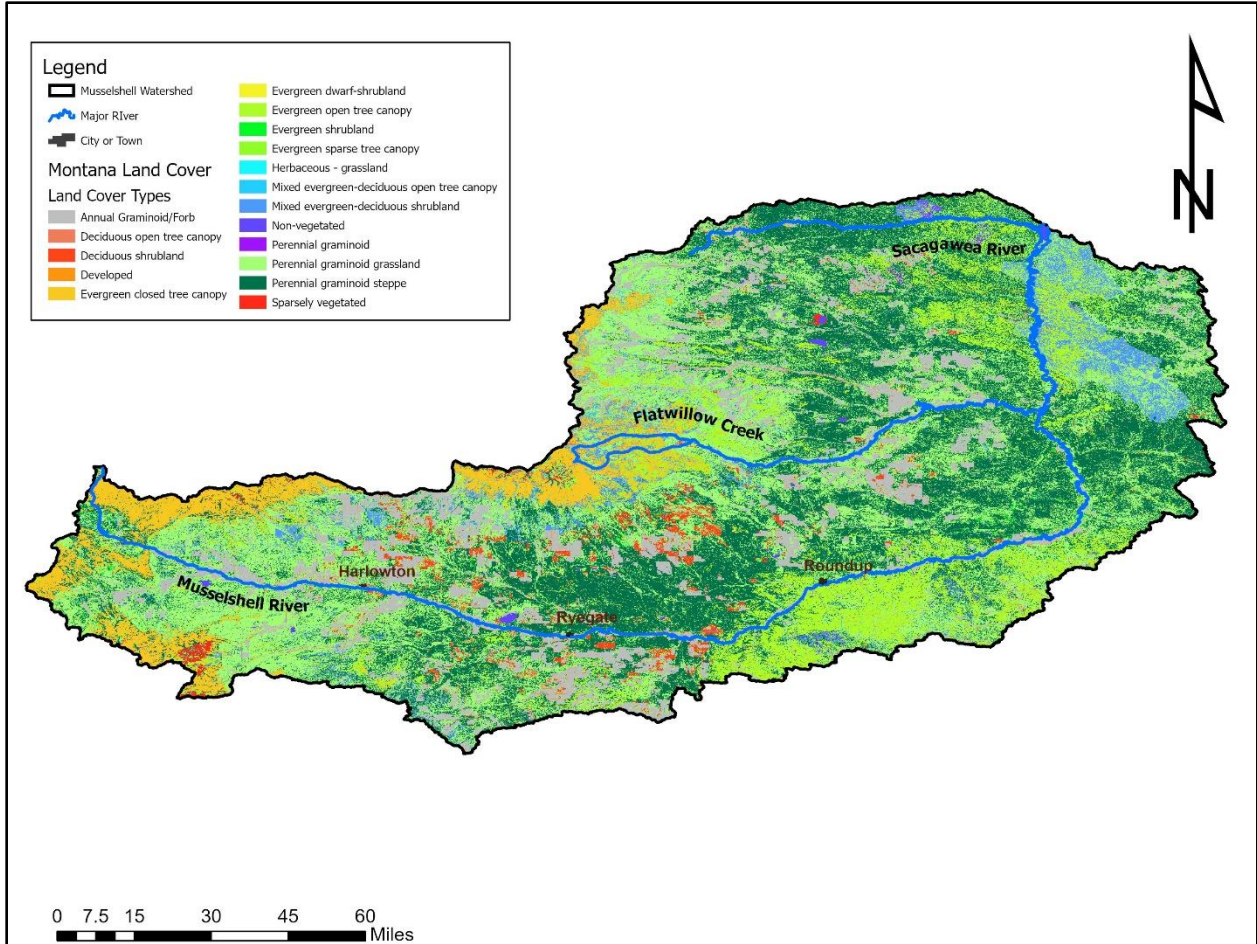 Legend
Musselshell Watershed
Major RIver
City or Town
Montana Land Cover
Land Cover Types
Annual Graminoid/Forb
Deciduous open tree canopy
Deciduous shrubland
Developed
Evergreen closed tree canopy
Evergreen dwarf-shrubland
Evergreen open tree canopy
Evergreen shrubland
Evergreen sparse tree canopy
Herbaceous - grassland
Mixed evergreen-deciduous open tree canopy
Mixed evergreen-deciduous shrubland
Non-vegetated
Perennial graminoid
Perennial graminoid grassland
Perennial graminoid steppe
Sparsely vegetated
N
Sacagawea River
Flatwillow Creek
Harlowton
Roundup
Musselshell River
Ryegate
0 7.5 15 30 45 60
Miles